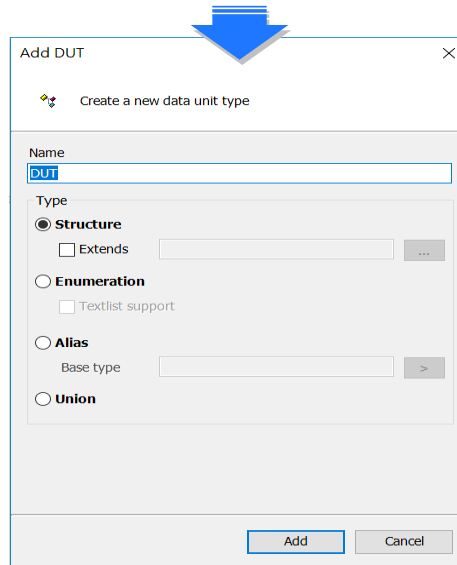 Add DUT
Create a new data unit type
Name
DUT
Type
Structure
Extends
...
Enumeration
Textlist support
Alias
Base type
>
Union
Add
Cancel